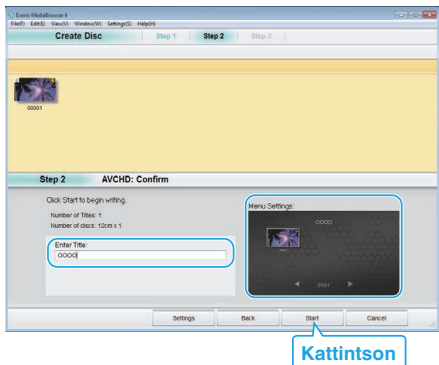 Everio MediaBrowser 4
File(F) Edit(E) View(V) Window(W) Settings(S) Help(H)
Create Disc Step 1 Step 2 Step 3
00001
Step 2 AVCHD: Confirm
Click Start to begin writing.
Number of Titles: 1
Number of discs: 12cm x 1
Enter Title:
OOOO
Menu Settings:
OOOO
01/01
Settings Back Start Cancel
Kattintson